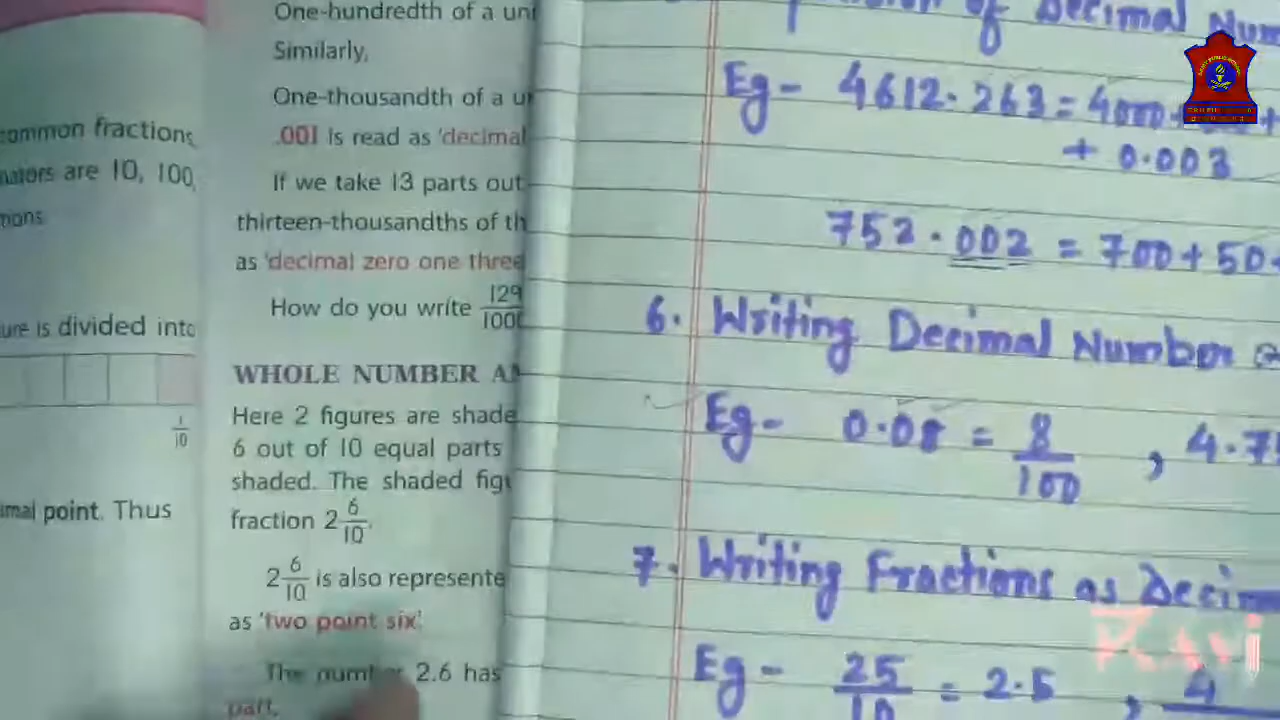 common fractions,
are 10, 100,
ure is divided into
1/10
imal point. Thus
One-hundredth of a uni
Similarly,
One-thousandth of a u
.001 is read as 'decimal
If we take 13 parts out
thirteen-thousandths of th
as 'decimal zero one three
How do you write 129/1000
WHOLE NUMBER AN
Here 2 figures are shade
6 out of 10 equal parts
shaded. The shaded figu
fraction 2 6/10.
2 6/10 is also represente
as 'two point six'.
The number 2.6 has
part.
of Decimal Num
Eg- 4612.263 = 4000+
+ 0.003
752.002 = 700+50+
6. Writing Decimal Number
Eg- 0.08 = 8/100 , 4.75
7. Writing Fractions as Decim
Eg- 25/10 = 2.5 , 4
RAVI